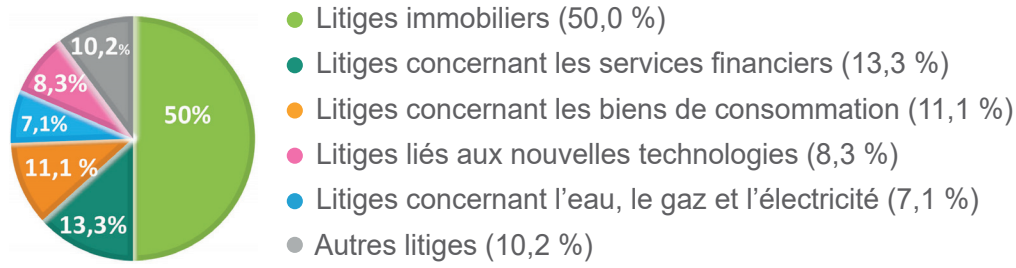 10,2%
8,3%
7,1%
11,1 %
13,3%
50%
Litiges immobiliers (50,0 %)
Litiges concernant les services financiers (13,3 %)
Litiges concernant les biens de consommation (11,1 %)
Litiges liés aux nouvelles technologies (8,3 %)
Litiges concernant l’eau, le gaz et l’électricité (7,1 %)
Autres litiges (10,2 %)